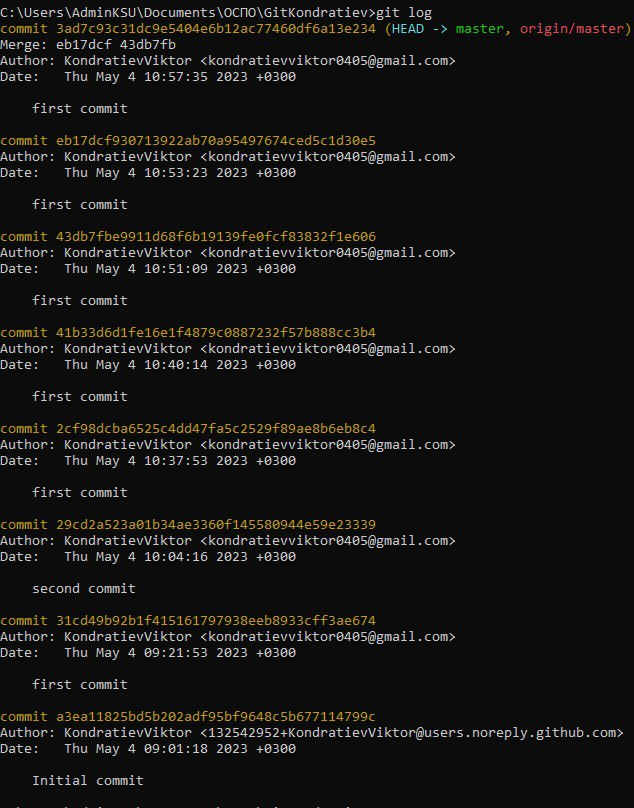 C:\Users\AdminKSU\Documents\ОСПО\GitKondratiev>git log
commit 3ad7c93c31dc9e5404e6b12ac77460df6a13e234 (HEAD -> master, origin/master)
Merge: eb17dcf 43db7fb
Author: KondratievViktor <kondratievviktor0405@gmail.com>
Date:   Thu May 4 10:57:35 2023 +0300
first commit
commit eb17dcf930713922ab70a95497674ced5c1d30e5
Author: KondratievViktor <kondratievviktor0405@gmail.com>
Date:   Thu May 4 10:53:23 2023 +0300
first commit
commit 43db7fbe9911d68f6b19139fe0fcf83832f1e606
Author: KondratievViktor <kondratievviktor0405@gmail.com>
Date:   Thu May 4 10:51:09 2023 +0300
first commit
commit 41b33d6d1fe16e1f4879c0887232f57b888cc3b4
Author: KondratievViktor <kondratievviktor0405@gmail.com>
Date:   Thu May 4 10:40:14 2023 +0300
first commit
commit 2cf98dcba6525c4dd47fa5c2529f89ae8b6eb8c4
Author: KondratievViktor <kondratievviktor0405@gmail.com>
Date:   Thu May 4 10:37:53 2023 +0300
first commit
commit 29cd2a523a01b34ae3360f145580944e59e23339
Author: KondratievViktor <kondratievviktor0405@gmail.com>
Date:   Thu May 4 10:04:16 2023 +0300
second commit
commit 31cd49b92b1f415161797938eeb8933cff3ae674
Author: KondratievViktor <kondratievviktor0405@gmail.com>
Date:   Thu May 4 09:21:53 2023 +0300
first commit
commit a3ea11825bd5b202adf95bf9648c5b677114799c
Author: KondratievViktor <132542952+KondratievViktor@users.noreply.github.com>
Date:   Thu May 4 09:01:18 2023 +0300
Initial commit